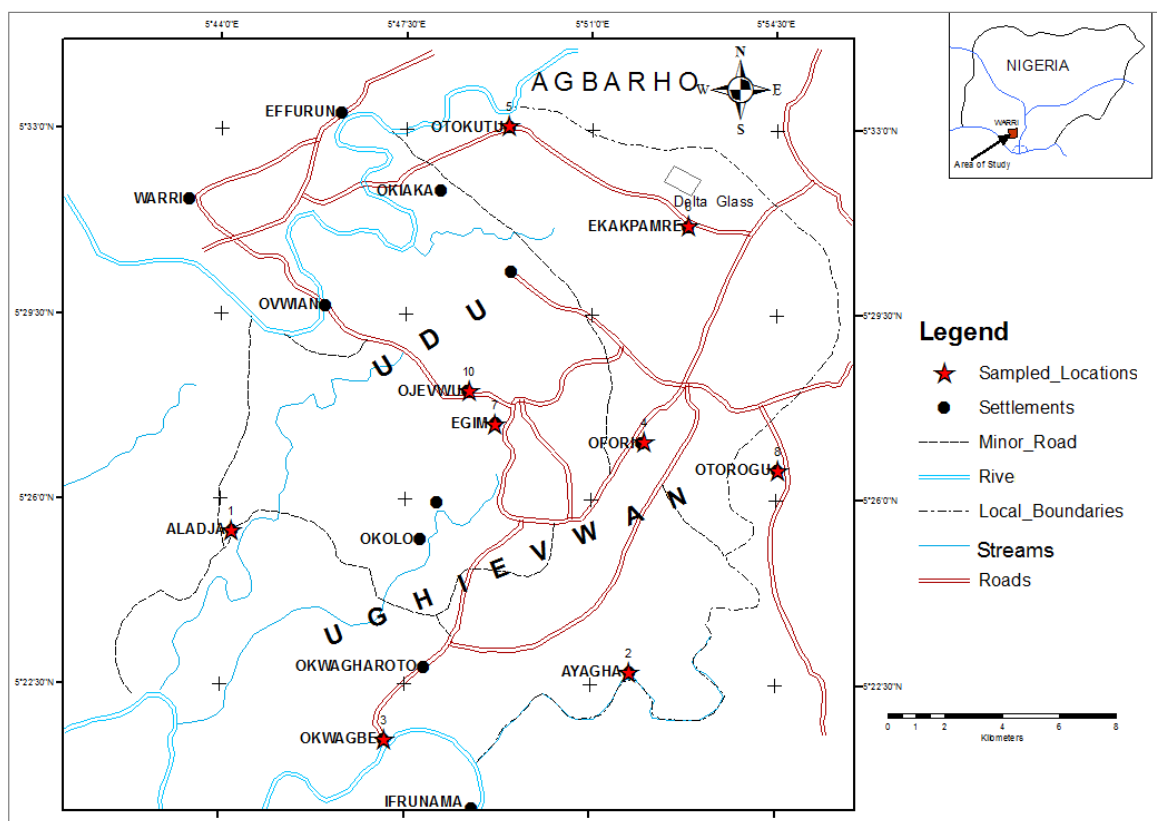 5°44'0"E
5°47'30"E
5°51'0"E
5°54'30"E
N
W
E
S
AGBARHO
NIGERIA
WARRI
Area of Study
5°33'0"N
5°33'0"N
EFFURUN
5
OTOKUTU
WARRI
OKIAKA
Delta Glass
6
EKAKPAMRE
OVWIAN
5°29'30"N
5°29'30"N
UDU
10
OJEVWU
7
EGIM
4
OFORI
8
OTOROGU
5°26'0"N
5°26'0"N
1
ALADJA
OKOLO
UGHIEVWAN
OKWAGHAROTO
2
AYAGHA
5°22'30"N
5°22'30"N
3
OKWAGBE
IFRUNAMA
Legend
Sampled_Locations
Settlements
Minor_Road
Rive
Local_Boundaries
Streams
Roads
0 1 2 4 6 8
Kilometers